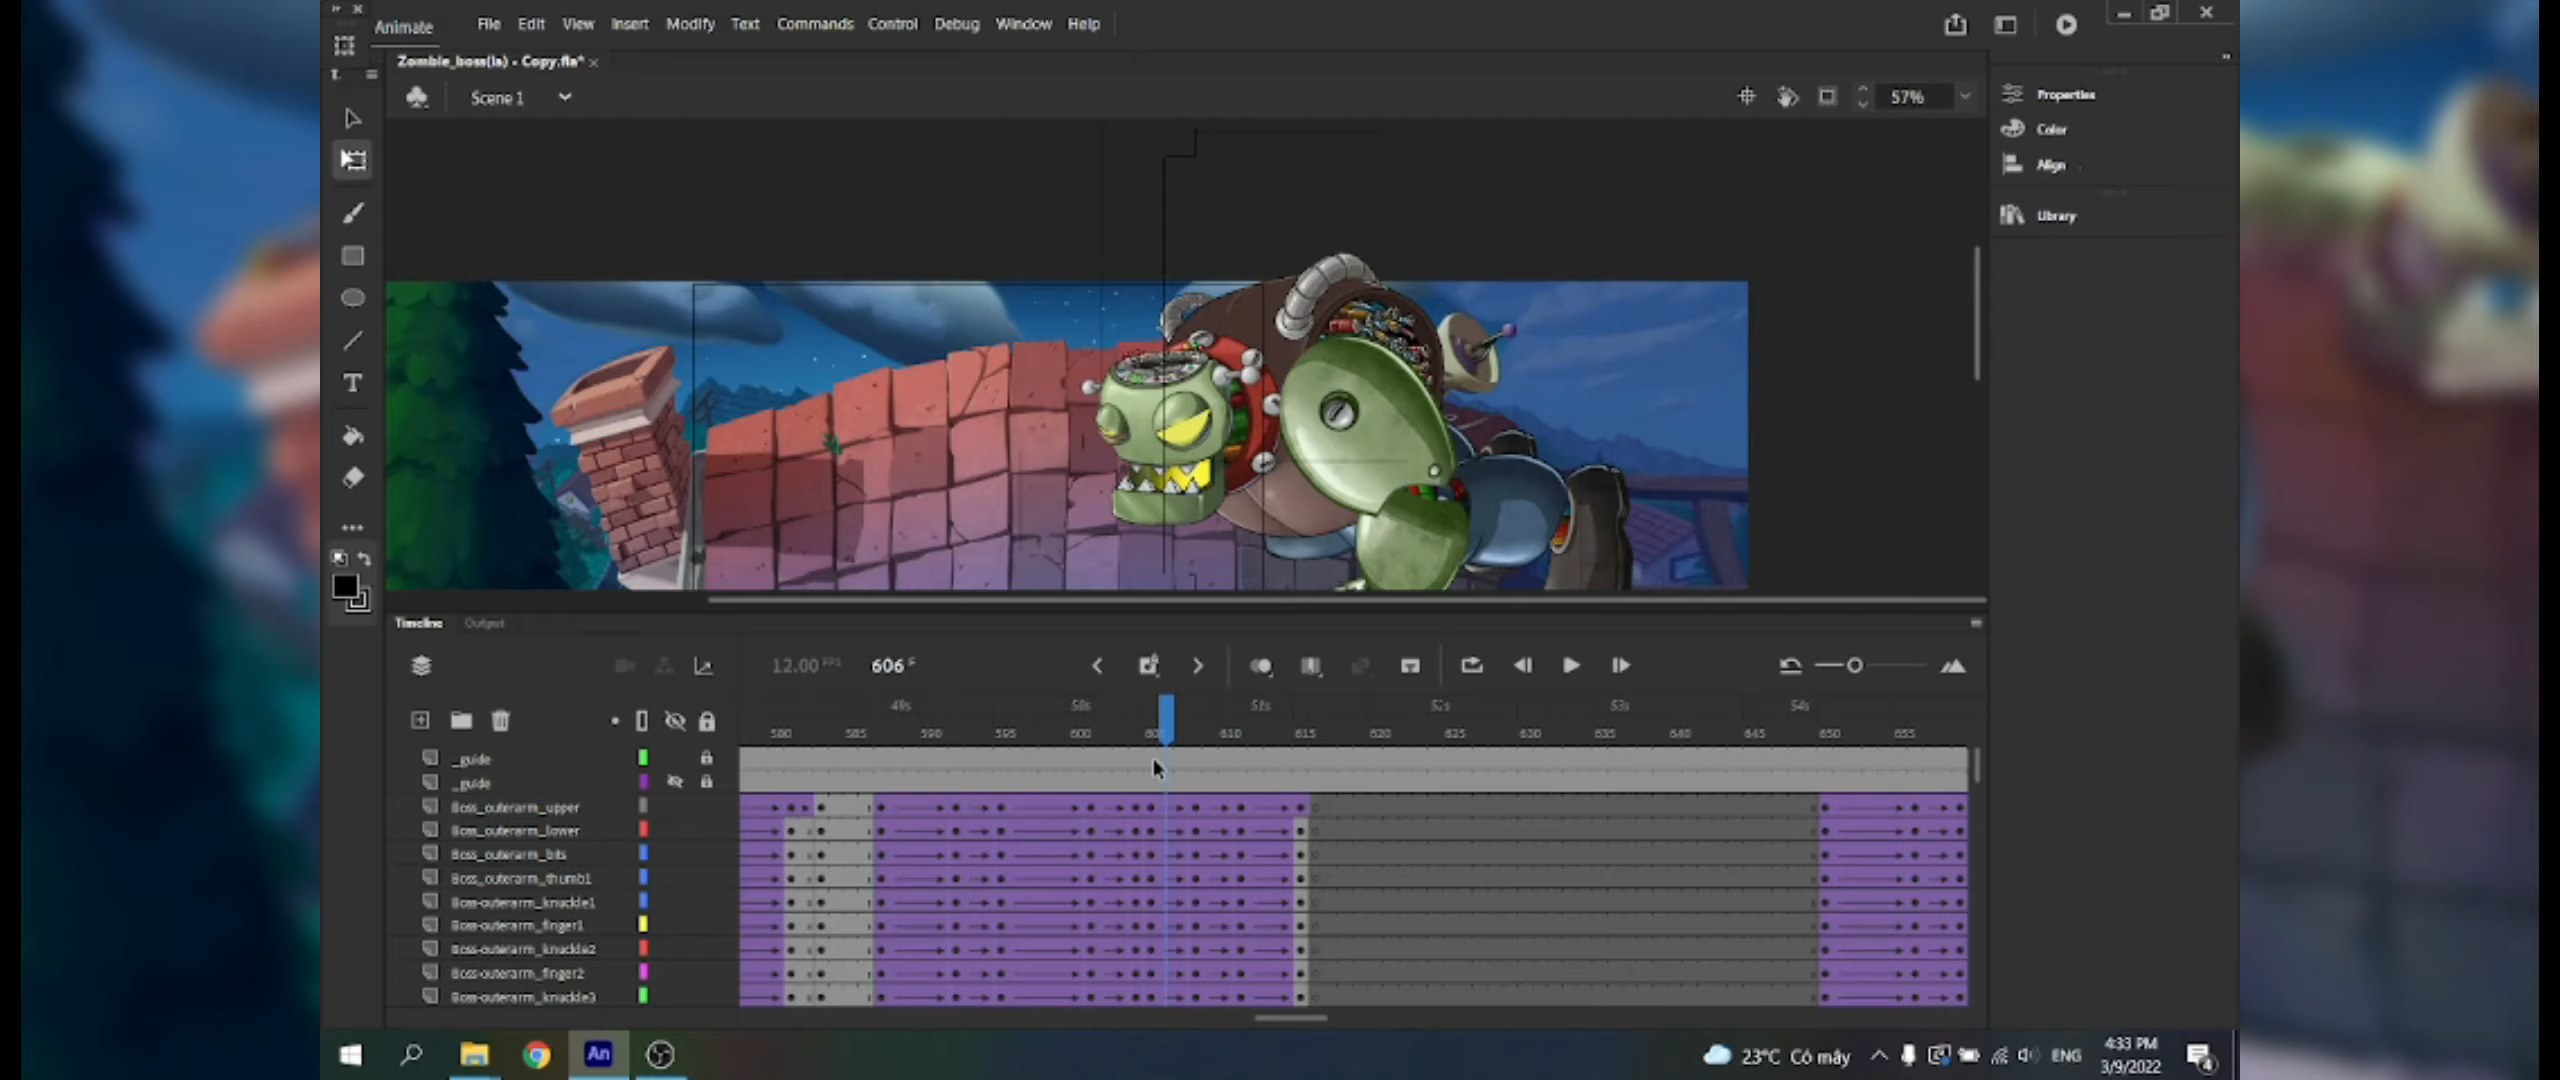 Animate File Edit View Insert Modify Text Commands Control Debug Window Help
Zombie_boss(la) - Copy.fla*
Scene 1
57%
Properties
Color
Align
Library
Timeline Output
12.00 FPS 606 F
49s 50s 51s 52s 53s 54s
580 585 590 595 600 605 610 615 620 625 630 635 640 645 650 655
_guide
_guide
Boss_outerarm_upper
Boss_outerarm_lower
Boss_outerarm_bits
Boss_outerarm_thumb1
Boss-outerarm_knuckle1
Boss-outerarm_finger1
Boss-outerarm_knuckle2
Boss-outerarm_finger2
Boss-outerarm_knuckle3
An
23°C Có mây
ENG
4:33 PM
3/9/2022
4